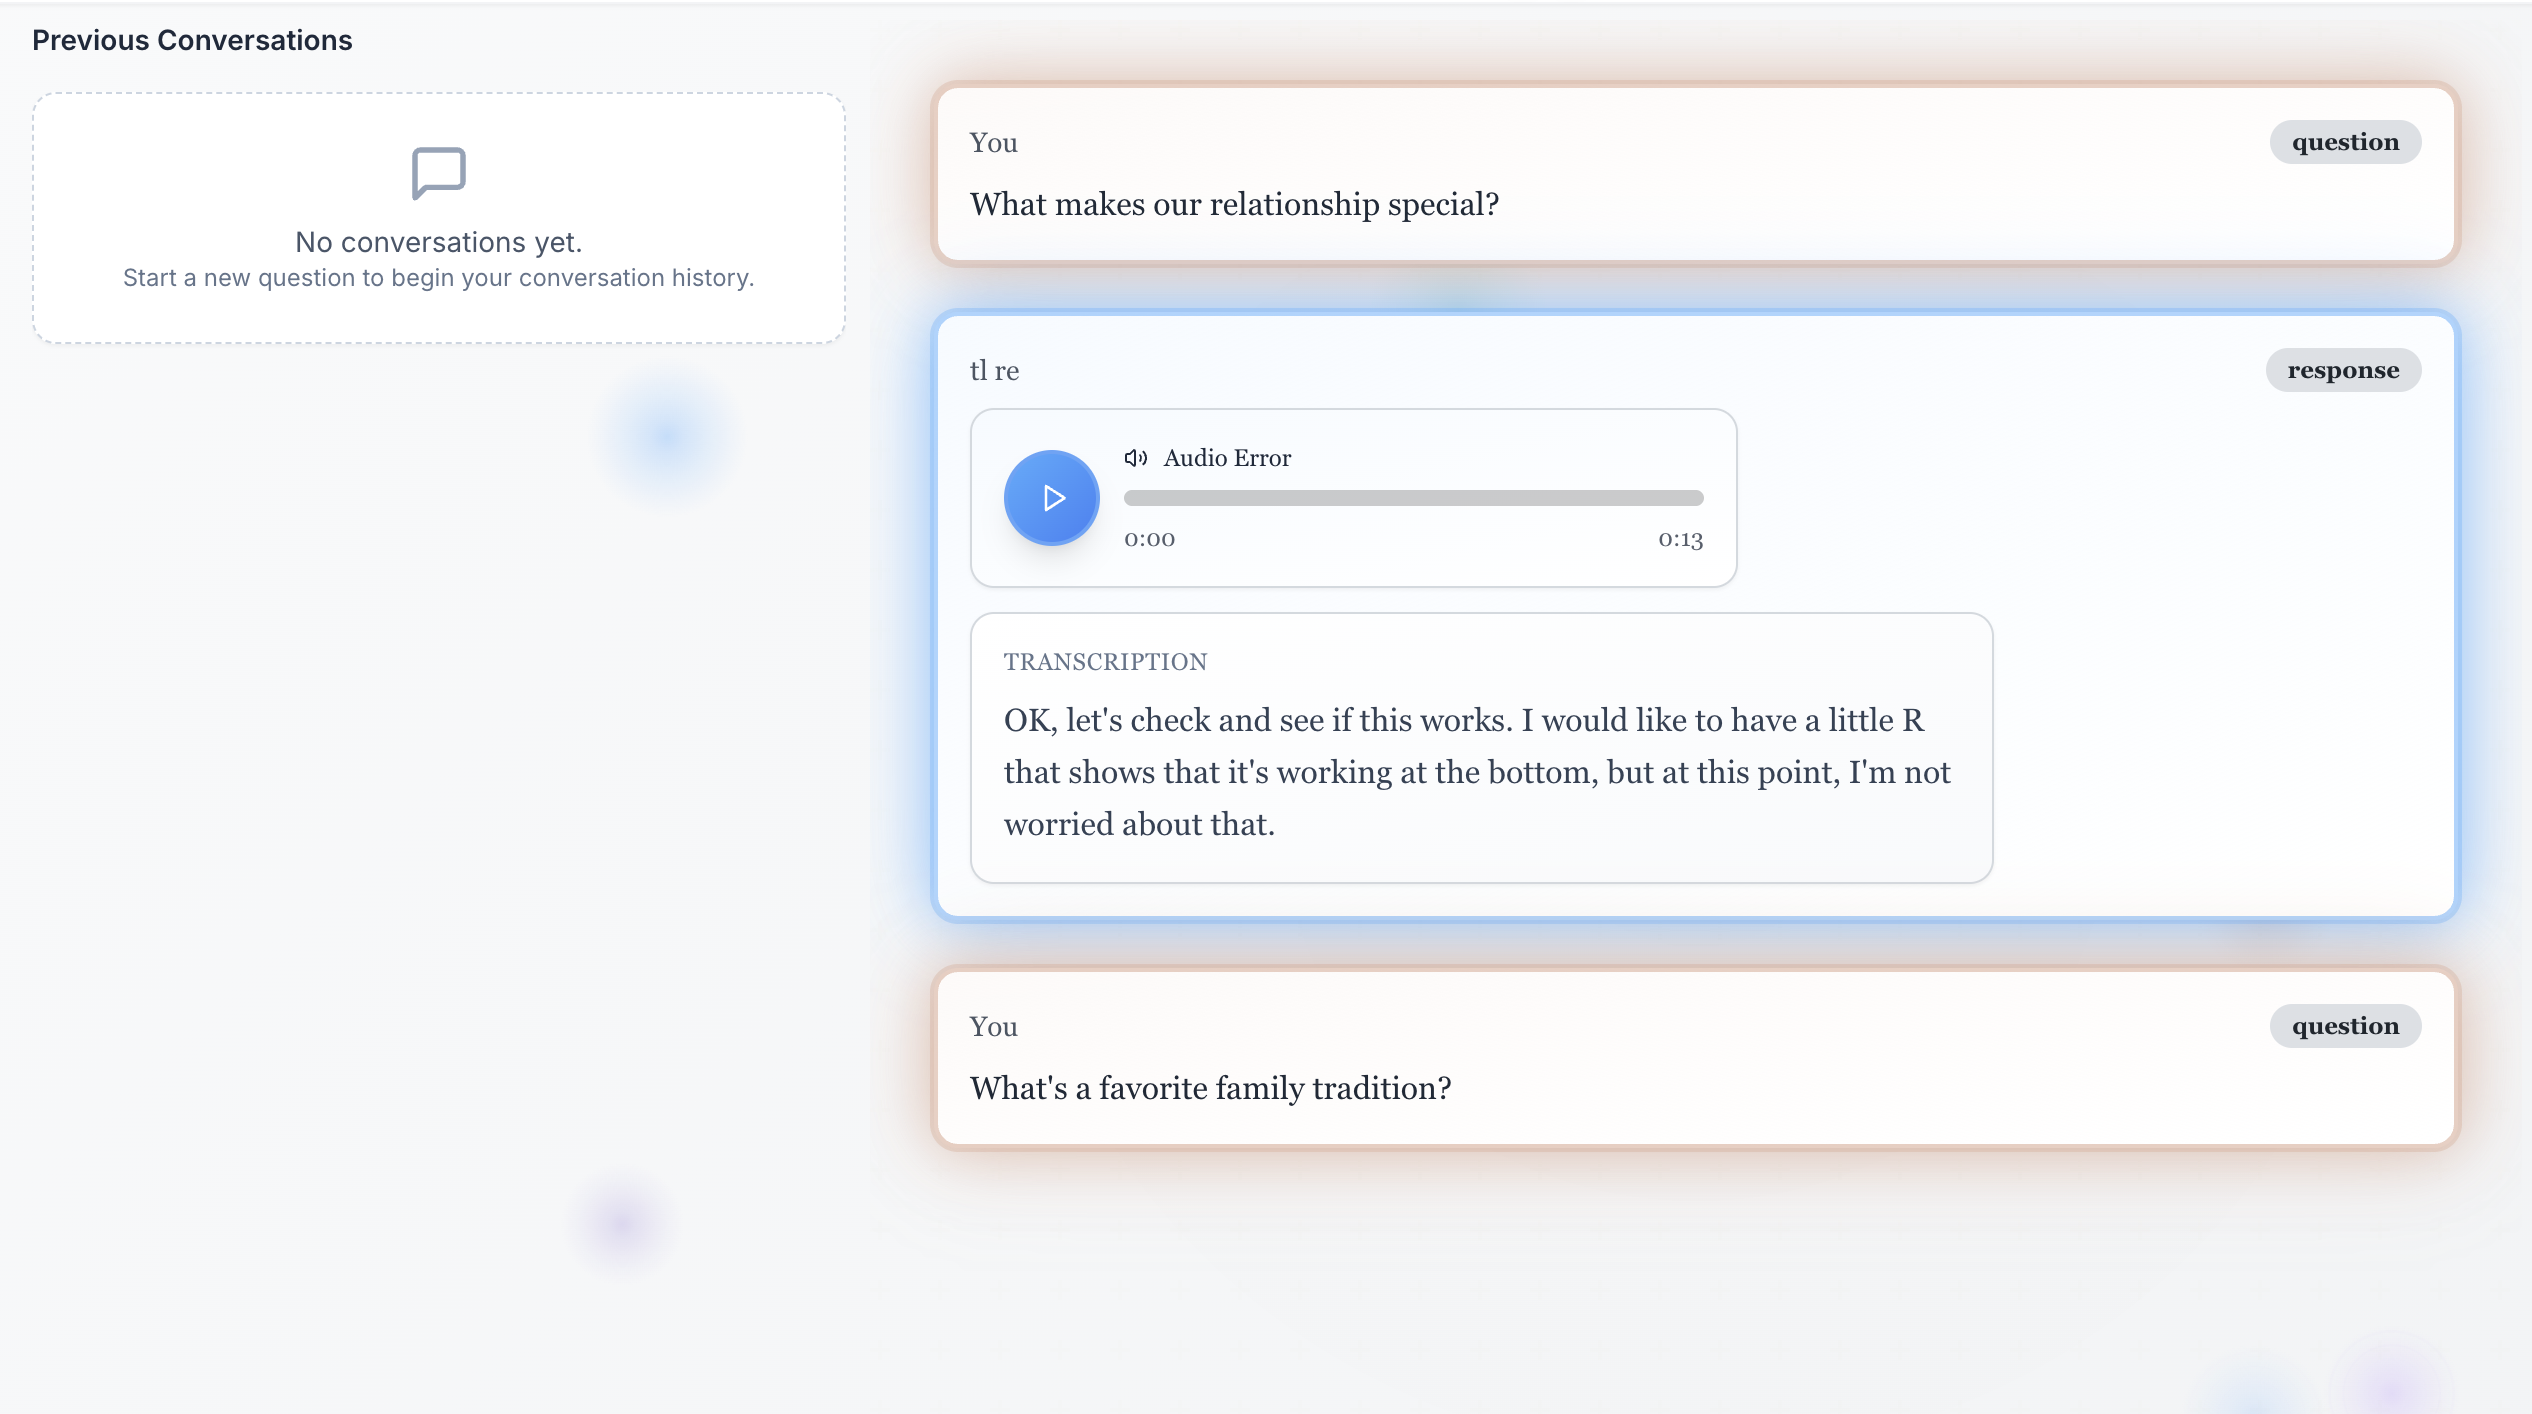 Previous Conversations
No conversations yet.
Start a new question to begin your conversation history.
You
question
What makes our relationship special?
tl re
response
Audio Error
0:00
0:13
TRANSCRIPTION
OK, let's check and see if this works. I would like to have a little R
that shows that it's working at the bottom, but at this point, I'm not
worried about that.
You
question
What's a favorite family tradition?